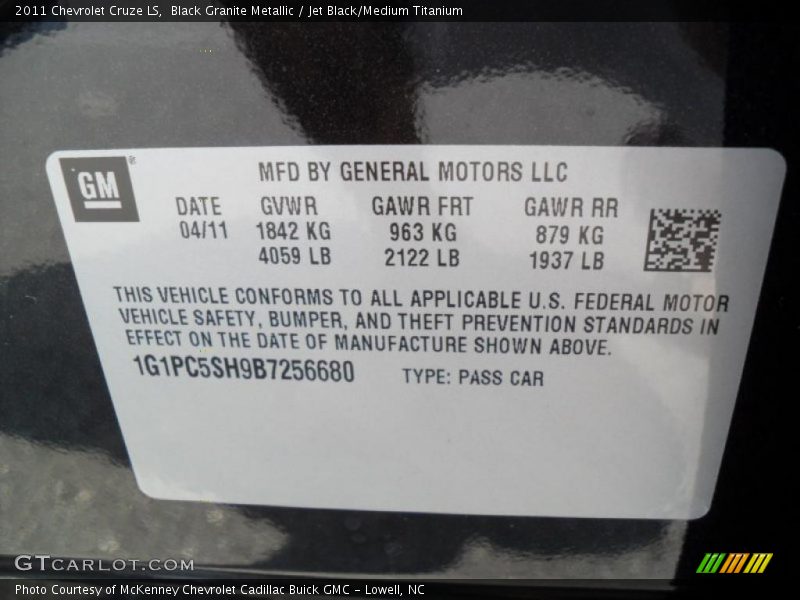 2011 Chevrolet Cruze LS,  Black Granite Metallic / Jet Black/Medium Titanium
GM®
MFD BY GENERAL MOTORS LLC
DATE GVWR GAWR FRT GAWR RR
04/11 1842 KG 963 KG 879 KG
4059 LB 2122 LB 1937 LB
THIS VEHICLE CONFORMS TO ALL APPLICABLE U.S. FEDERAL MOTOR
VEHICLE SAFETY, BUMPER, AND THEFT PREVENTION STANDARDS IN
EFFECT ON THE DATE OF MANUFACTURE SHOWN ABOVE.
1G1PC5SH9B7256680 TYPE: PASS CAR
GTCARLOT.COM
Photo Courtesy of McKenney Chevrolet Cadillac Buick GMC - Lowell, NC